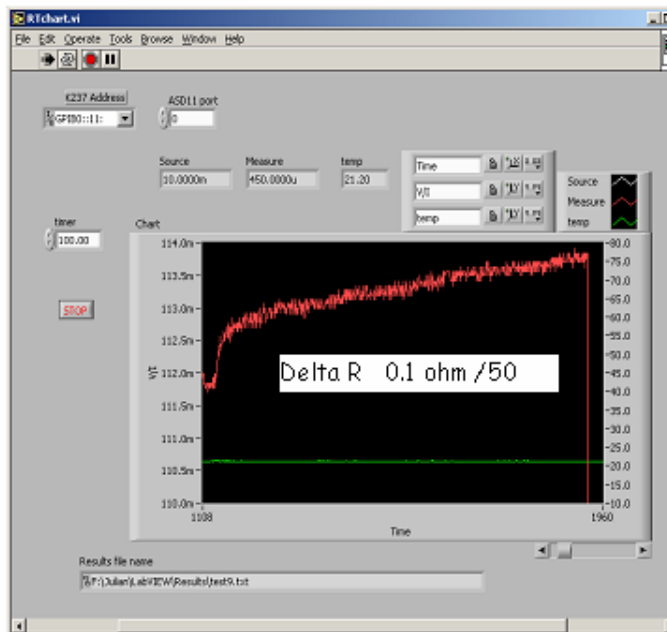 RTchart.vi
File Edit Operate Tools Browse Window Help
K237 Address
ASD11 port
GPIB0::11:
0
Source Measure temp
10.0000m 450.0000u 21.20
Time
V/I
temp
Source
Measure
temp
timer
100.00
STOP
Chart
114.0m
113.5m
113.0m
112.5m
112.0m
111.5m
111.0m
110.5m
110.0m
V/I
80.0
75.0
70.0
65.0
60.0
55.0
50.0
45.0
40.0
35.0
30.0
25.0
20.0
15.0
10.0
Delta R 0.1 ohm /50
1108 1960
Time
Results file name
F:\Julian\LabVIEW\Results\test9.txt